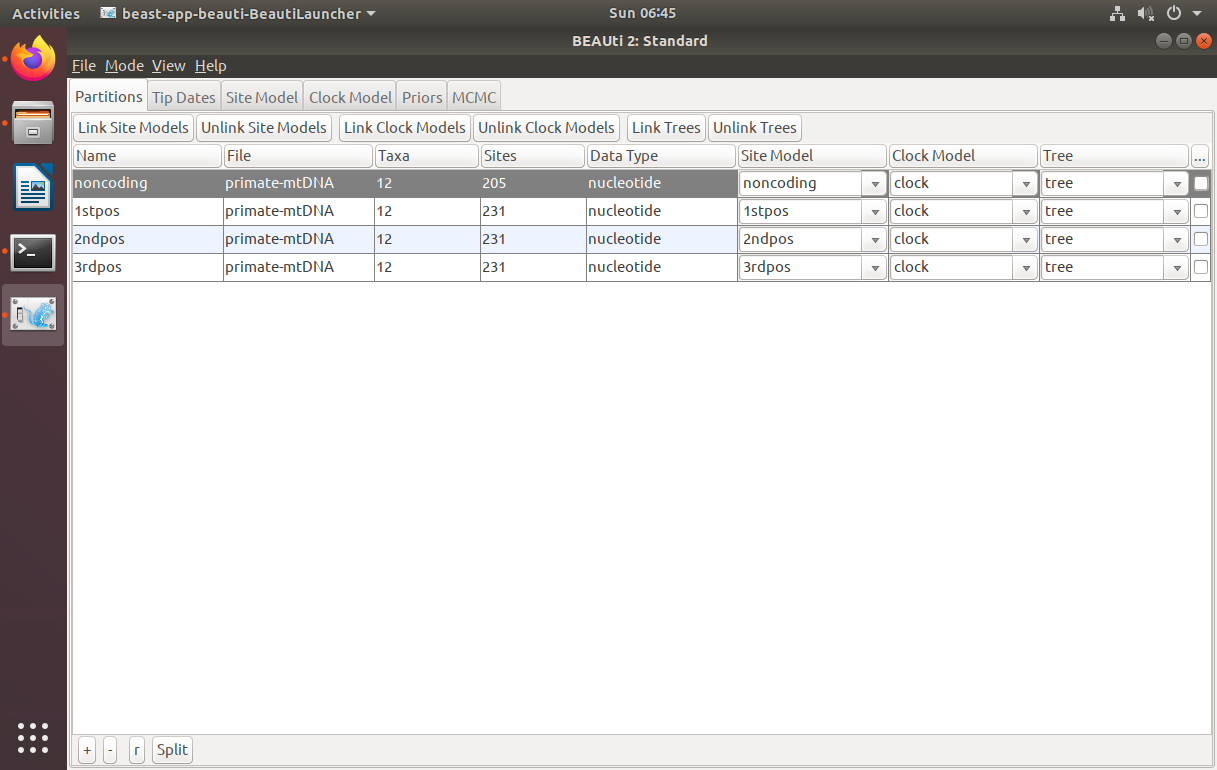 Activities beast-app-beauti-BeautiLauncher Sun 06:45
BEAUti 2: Standard
File Mode View Help
Partitions Tip Dates Site Model Clock Model Priors MCMC
Link Site Models Unlink Site Models Link Clock Models Unlink Clock Models Link Trees Unlink Trees
Name File Taxa Sites Data Type Site Model Clock Model Tree ...
noncoding primate-mtDNA 12 205 nucleotide noncoding clock tree
1stpos primate-mtDNA 12 231 nucleotide 1stpos clock tree
2ndpos primate-mtDNA 12 231 nucleotide 2ndpos clock tree
3rdpos primate-mtDNA 12 231 nucleotide 3rdpos clock tree
+ - r Split